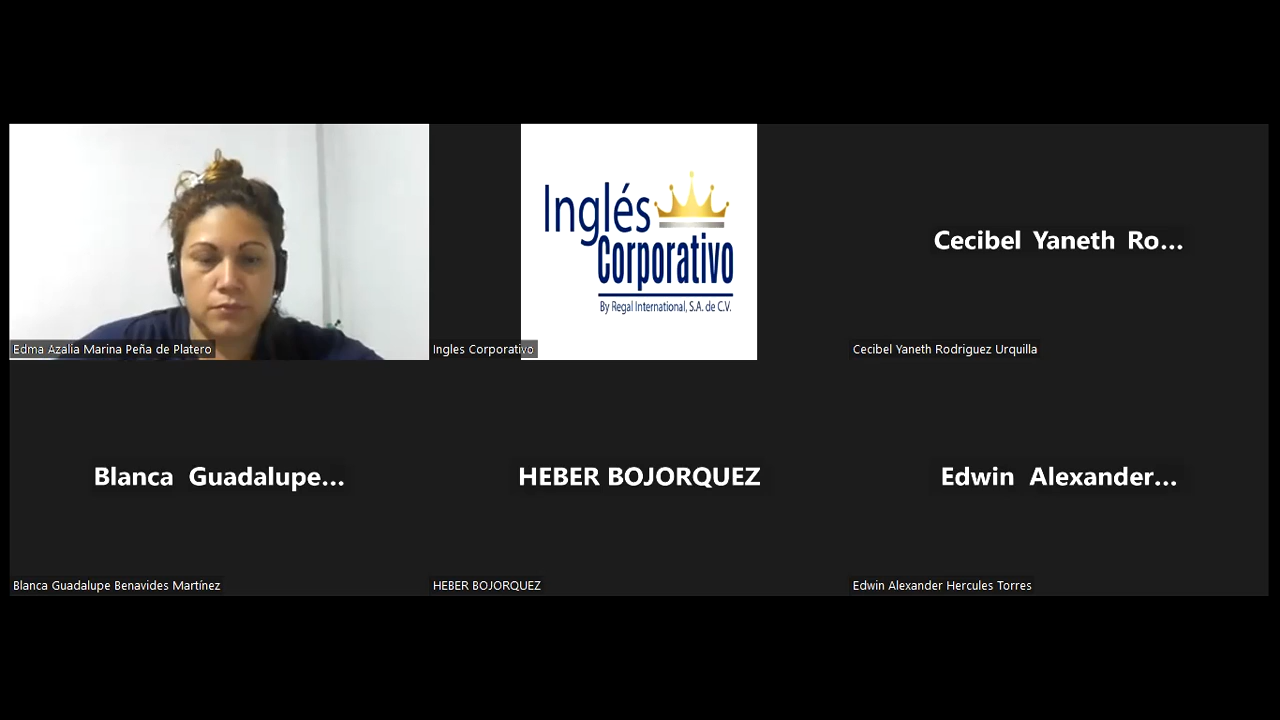 Inglés
Corporativo
By Regal International, S.A. de C.V.
Cecibel Yaneth Ro...
Edma Azalia Marina Peña de Platero
Ingles Corporativo
Cecibel Yaneth Rodriguez Urquilla
Blanca Guadalupe...
HEBER BOJORQUEZ
Edwin Alexander...
Blanca Guadalupe Benavides Martínez
HEBER BOJORQUEZ
Edwin Alexander Hercules Torres